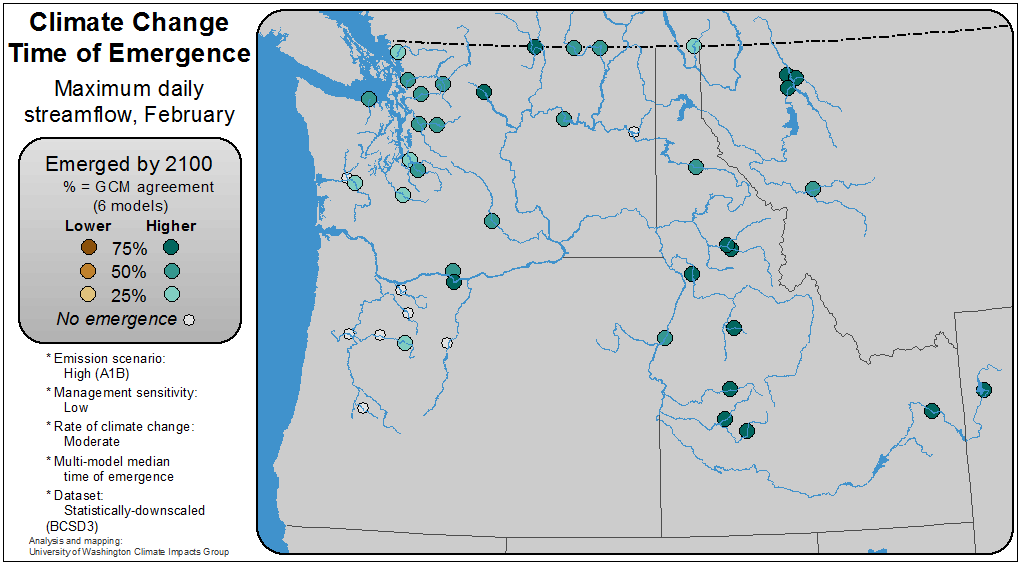 Climate Change
Time of Emergence
Maximum daily
streamflow, February
Emerged by 2100
% = GCM agreement
(6 models)
Lower Higher
75%
50%
25%
No emergence
* Emission scenario:
High (A1B)
* Management sensitivity:
Low
* Rate of climate change:
Moderate
* Multi-model median
time of emergence
* Dataset:
Statistically-downscaled
(BCSD3)
Analysis and mapping:
University of Washington Climate Impacts Group